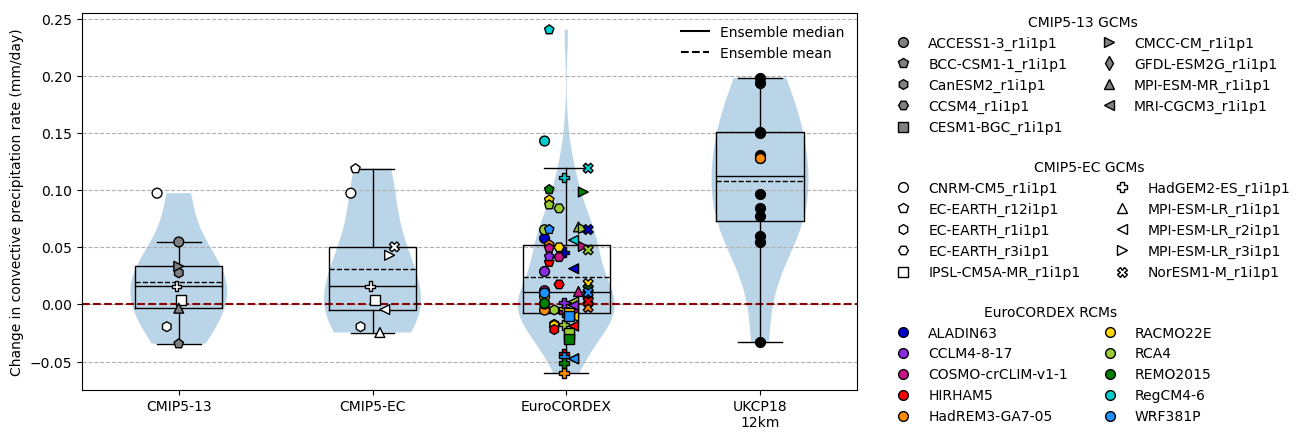 Change in convective precipitation rate (mm/day)
0.25
0.20
0.15
0.10
0.05
0.00
−0.05
CMIP5-13
CMIP5-EC
EuroCORDEX
UKCP18
12km
Ensemble median
Ensemble mean
CMIP5-13 GCMs
ACCESS1-3_r1i1p1
BCC-CSM1-1_r1i1p1
CanESM2_r1i1p1
CCSM4_r1i1p1
CESM1-BGC_r1i1p1
CMCC-CM_r1i1p1
GFDL-ESM2G_r1i1p1
MPI-ESM-MR_r1i1p1
MRI-CGCM3_r1i1p1
CMIP5-EC GCMs
CNRM-CM5_r1i1p1
EC-EARTH_r12i1p1
EC-EARTH_r1i1p1
EC-EARTH_r3i1p1
IPSL-CM5A-MR_r1i1p1
HadGEM2-ES_r1i1p1
MPI-ESM-LR_r1i1p1
MPI-ESM-LR_r2i1p1
MPI-ESM-LR_r3i1p1
NorESM1-M_r1i1p1
EuroCORDEX RCMs
ALADIN63
CCLM4-8-17
COSMO-crCLIM-v1-1
HIRHAM5
HadREM3-GA7-05
RACMO22E
RCA4
REMO2015
RegCM4-6
WRF381P